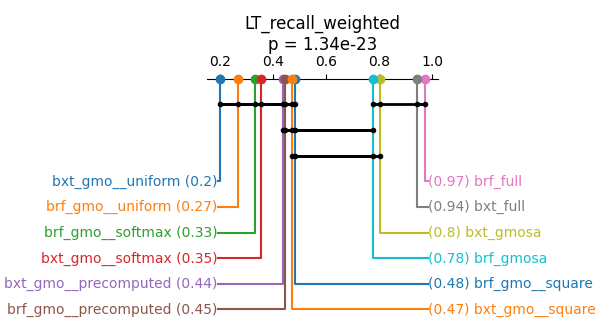 LT_recall_weighted
p = 1.34e-23
0.2 0.4 0.6 0.8 1.0
bxt_gmo__uniform (0.2)
(0.97) brf_full
brf_gmo__uniform (0.27)
(0.94) bxt_full
brf_gmo__softmax (0.33)
(0.8) bxt_gmosa
bxt_gmo__softmax (0.35)
(0.78) brf_gmosa
bxt_gmo__precomputed (0.44)
(0.48) brf_gmo__square
brf_gmo__precomputed (0.45)
(0.47) bxt_gmo__square